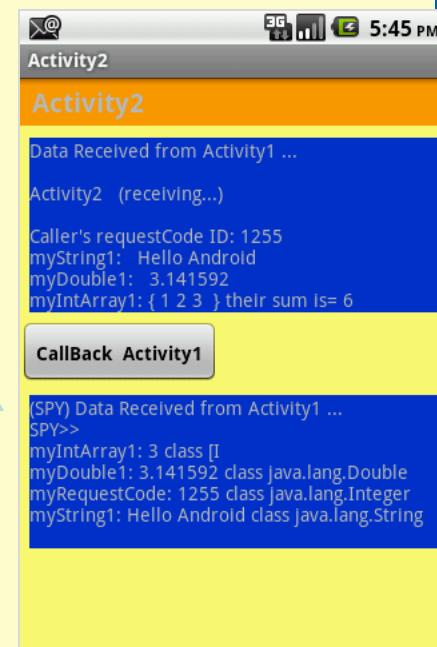 3G 5:45 PM
Activity2
Activity2
Data Received from Activity1 ...
Activity2 (receiving...)
Caller's requestCode ID: 1255
myString1: Hello Android
myDouble1: 3.141592
myIntArray1: { 1 2 3 } their sum is= 6
CallBack Activity1
(SPY) Data Received from Activity1 ...
SPY>>
myIntArray1: 3 class [I
myDouble1: 3.141592 class java.lang.Double
myRequestCode: 1255 class java.lang.Integer
myString1: Hello Android class java.lang.String